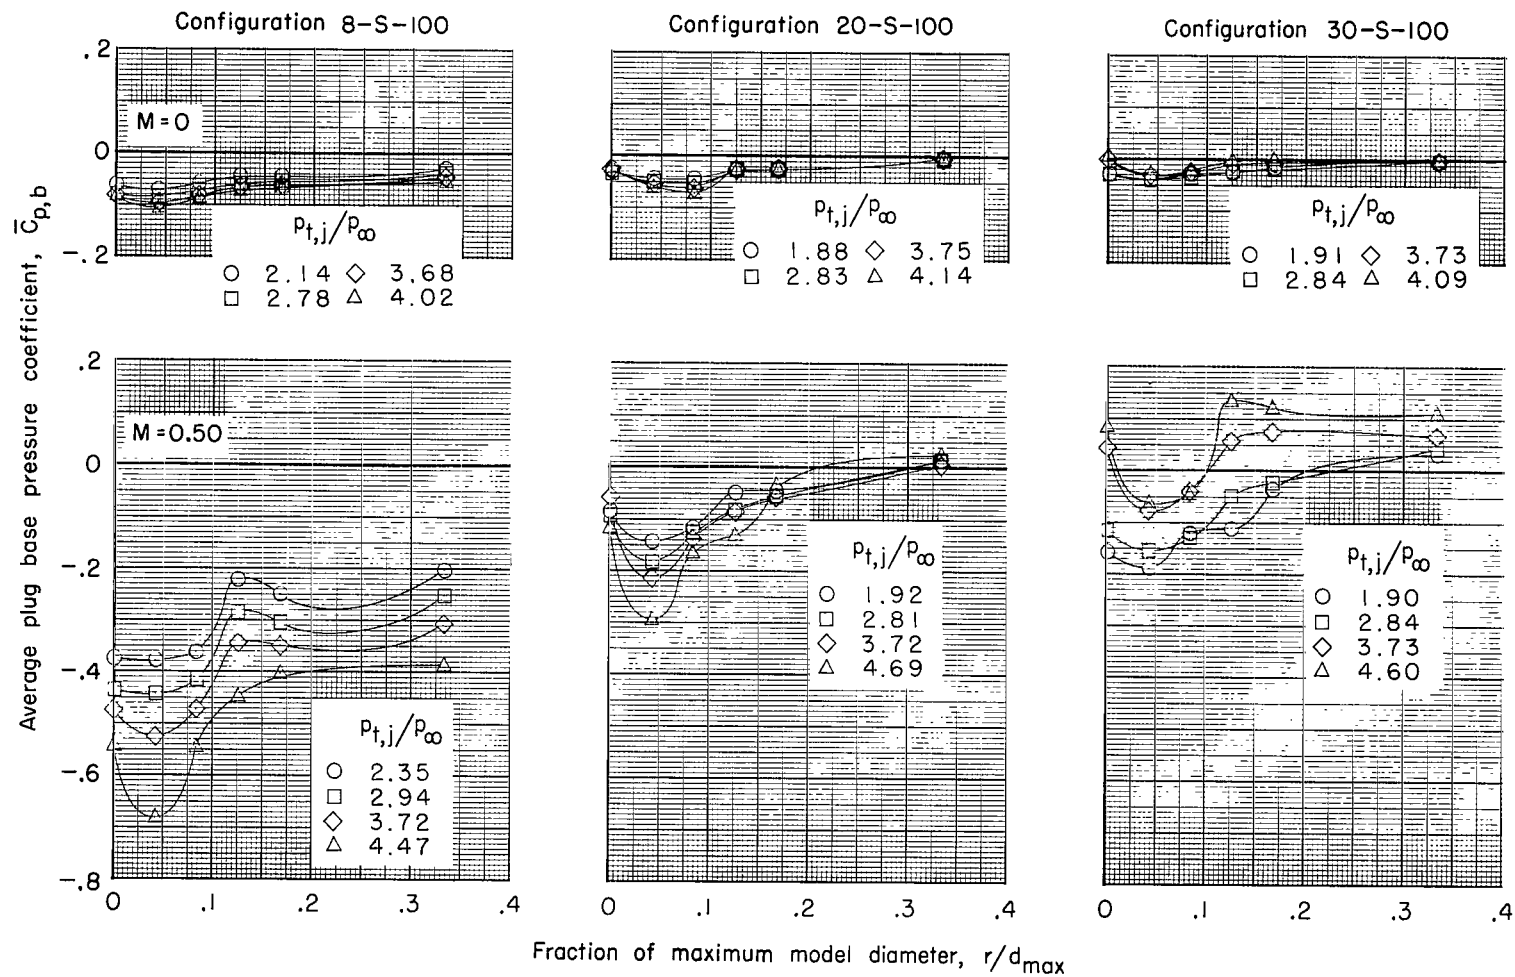 Configuration 8-S-100
Configuration 20-S-100
Configuration 30-S-100
.2
0
-.2
M = 0
p_t,j/p_∞
○ 2.14 ◇ 3.68
□ 2.78 △ 4.02
p_t,j/p_∞
○ 1.88 ◇ 3.75
□ 2.83 △ 4.14
p_t,j/p_∞
○ 1.91 ◇ 3.73
□ 2.84 △ 4.09
Average plug base pressure coefficient, C̄_p,b
.2
0
-.2
-.4
-.6
-.8
M = 0.50
p_t,j/p_∞
○ 2.35
□ 2.94
◇ 3.72
△ 4.47
p_t,j/p_∞
○ 1.92
□ 2.81
◇ 3.72
△ 4.69
p_t,j/p_∞
○ 1.90
□ 2.84
◇ 3.73
△ 4.60
0 .1 .2 .3 .4
0 .1 .2 .3 .4
0 .1 .2 .3 .4
Fraction of maximum model diameter, r/d_max